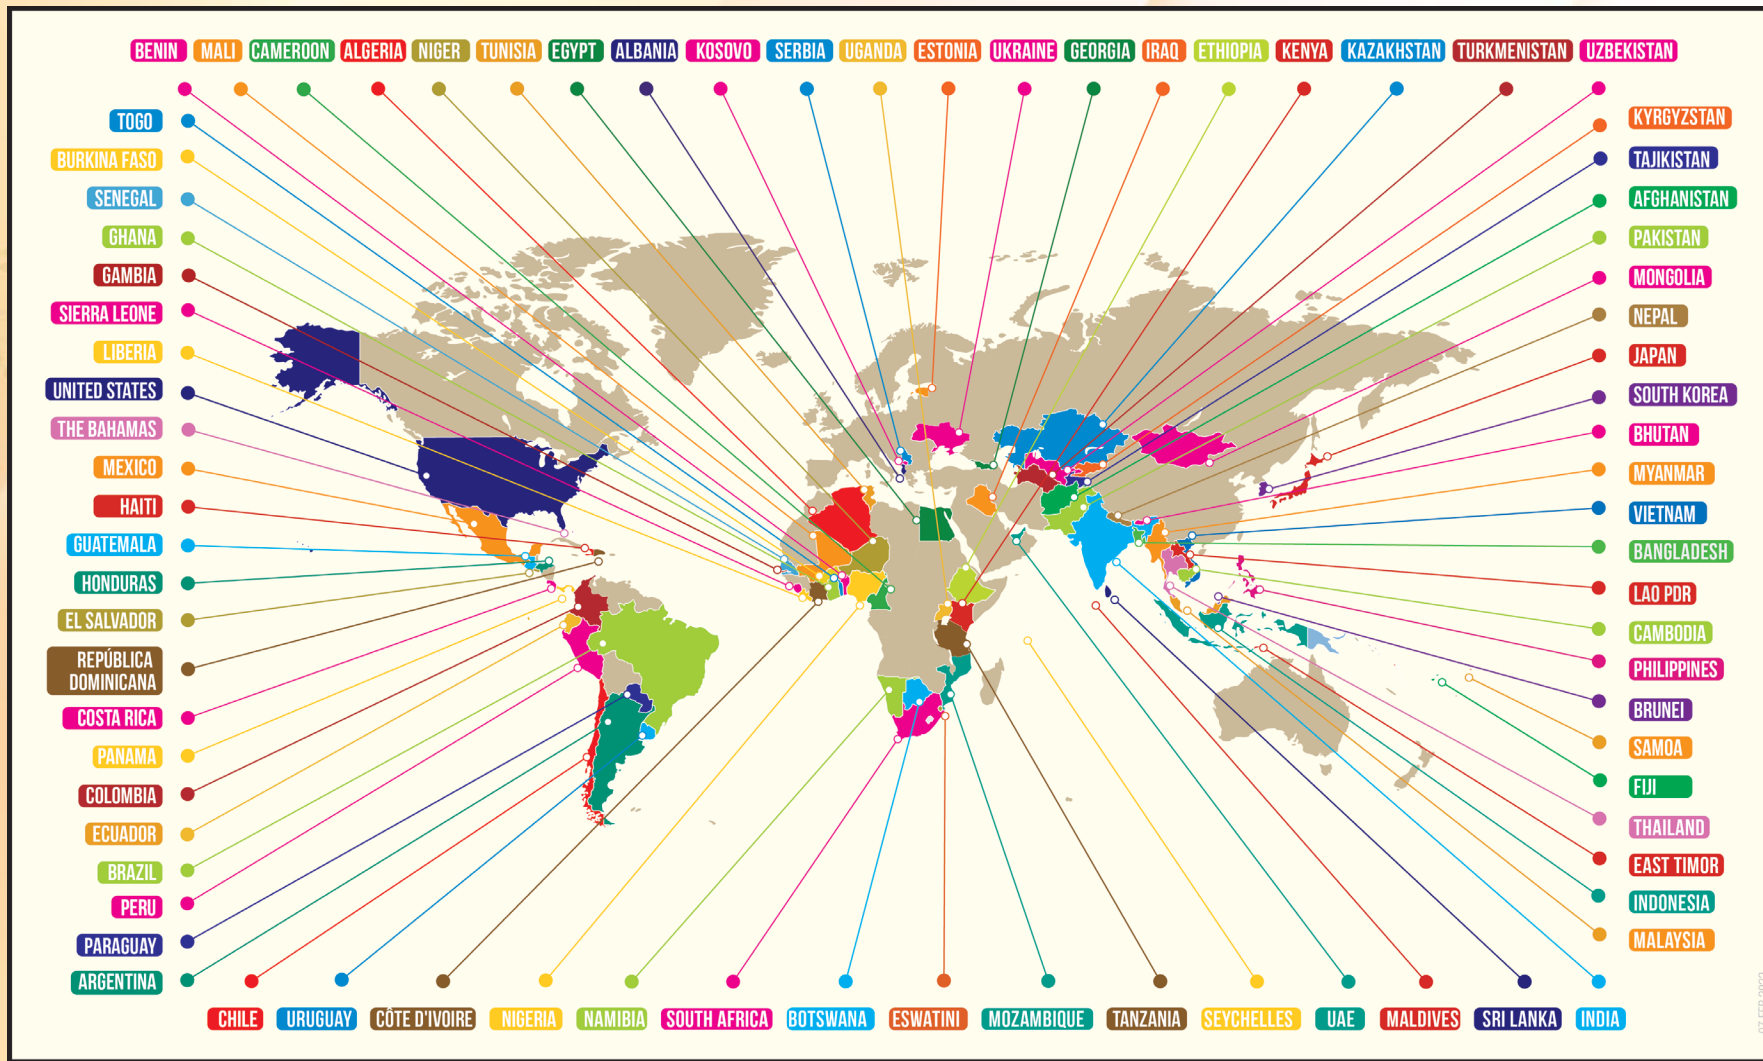 BENIN
MALI
CAMEROON
ALGERIA
NIGER
TUNISIA
EGYPT
ALBANIA
KOSOVO
SERBIA
UGANDA
ESTONIA
UKRAINE
GEORGIA
IRAQ
ETHIOPIA
KENYA
KAZAKHSTAN
TURKMENISTAN
UZBEKISTAN
TOGO
BURKINA FASO
SENEGAL
GHANA
GAMBIA
SIERRA LEONE
LIBERIA
UNITED STATES
THE BAHAMAS
MEXICO
HAITI
GUATEMALA
HONDURAS
EL SALVADOR
REPÚBLICA
DOMINICANA
COSTA RICA
PANAMA
COLOMBIA
ECUADOR
BRAZIL
PERU
PARAGUAY
ARGENTINA
KYRGYZSTAN
TAJIKISTAN
AFGHANISTAN
PAKISTAN
MONGOLIA
NEPAL
JAPAN
SOUTH KOREA
BHUTAN
MYANMAR
VIETNAM
BANGLADESH
LAO PDR
CAMBODIA
PHILIPPINES
BRUNEI
SAMOA
FIJI
THAILAND
EAST TIMOR
INDONESIA
MALAYSIA
CHILE
URUGUAY
CÔTE D'IVOIRE
NIGERIA
NAMIBIA
SOUTH AFRICA
BOTSWANA
ESWATINI
MOZAMBIQUE
TANZANIA
SEYCHELLES
UAE
MALDIVES
SRI LANKA
INDIA